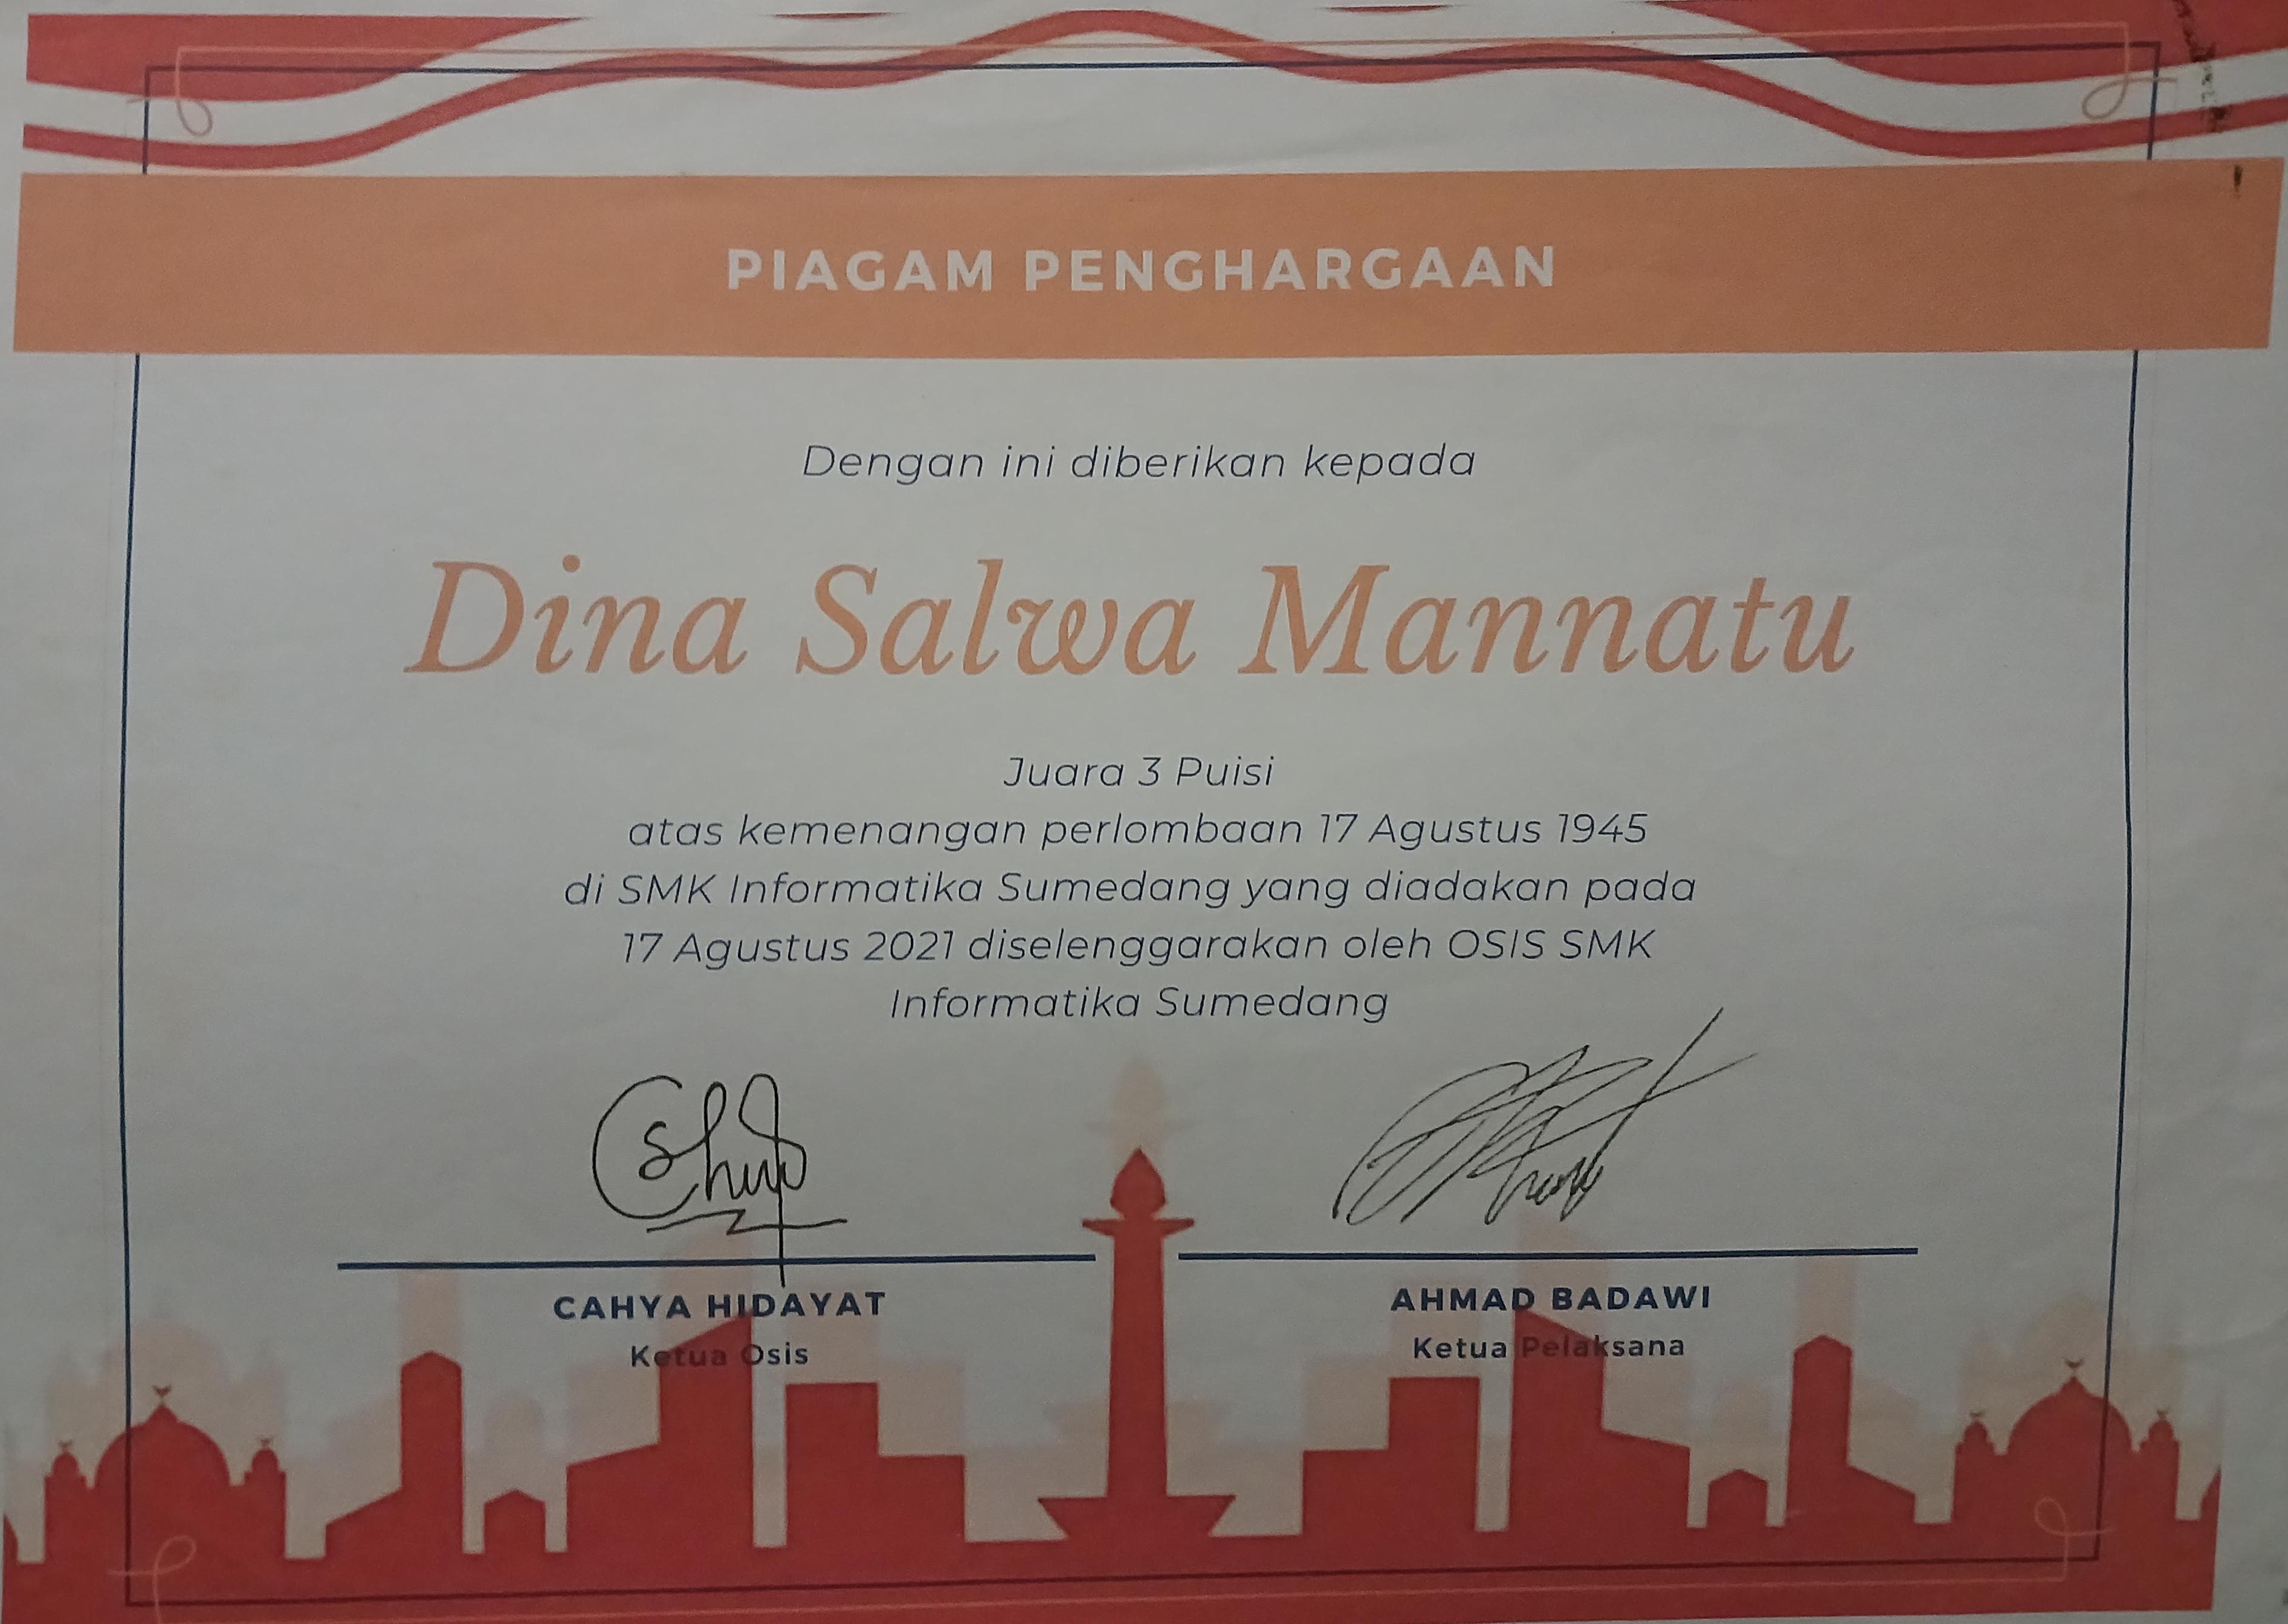 PIAGAM PENGHARGAAN
Dengan ini diberikan kepada
Dina Salwa Mannatu
Juara 3 Puisi
atas kemenangan perlombaan 17 Agustus 1945
di SMK Informatika Sumedang yang diadakan pada
17 Agustus 2021 diselenggarakan oleh OSIS SMK
Informatika Sumedang
CAHYA HIDAYAT
Ketua Osis
AHMAD BADAWI
Ketua Pelaksana